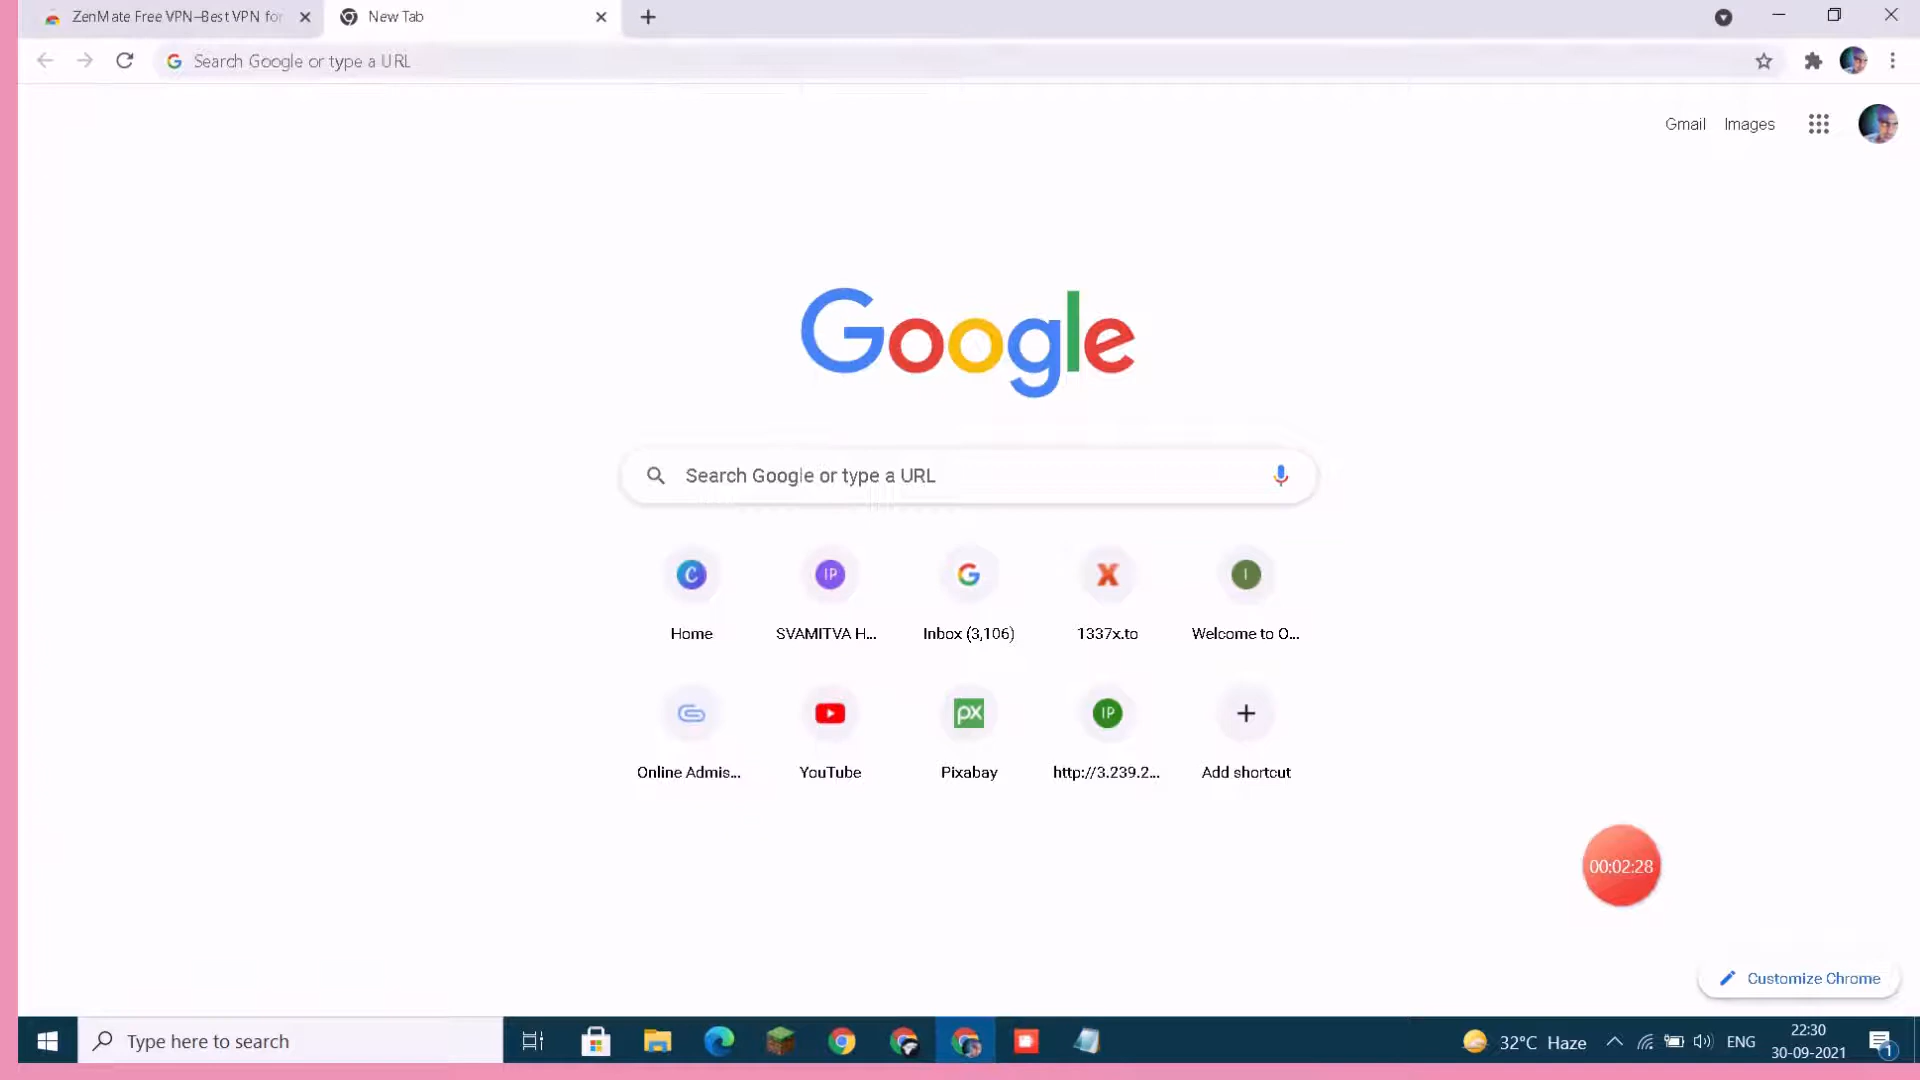 ZenMate Free VPN–Best VPN for
New Tab
Search Google or type a URL
Gmail Images
Google
Search Google or type a URL
Home SVAMITVA H... Inbox (3,106) 1337x.to Welcome to O...
Online Admis... YouTube Pixabay http://3.239.2... Add shortcut
00:02:28
Customize Chrome
Type here to search
32°C Haze
ENG
22:30
30-09-2021
1